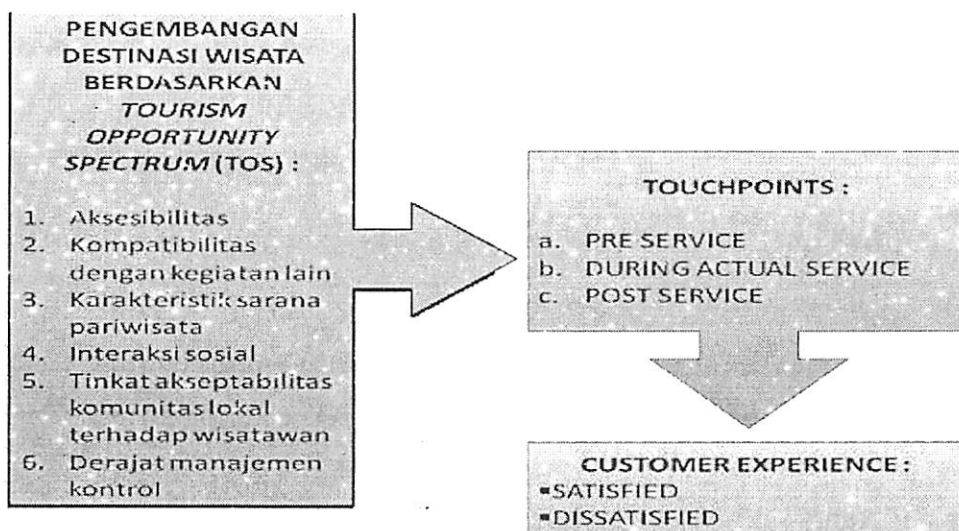 PENGEMBANGAN
DESTINASI WISATA
BERDASARKAN
TOURISM
OPPORTUNITY
SPECTRUM (TOS) :
1. Aksesibilitas
2. Kompatibilitas
dengan kegiatan lain
3. Karakteristik sarana
pariwisata
4. Interaksi sosial
5. Tinkat akseptabilitas
komunitas lokal
terhadap wisatawan
6. Derajat manajemen
kontrol
TOUCHPOINTS :
a. PRE SERVICE
b. DURING ACTUAL SERVICE
c. POST SERVICE
CUSTOMER EXPERIENCE :
▪SATISFIED
▪DISSATISFIED